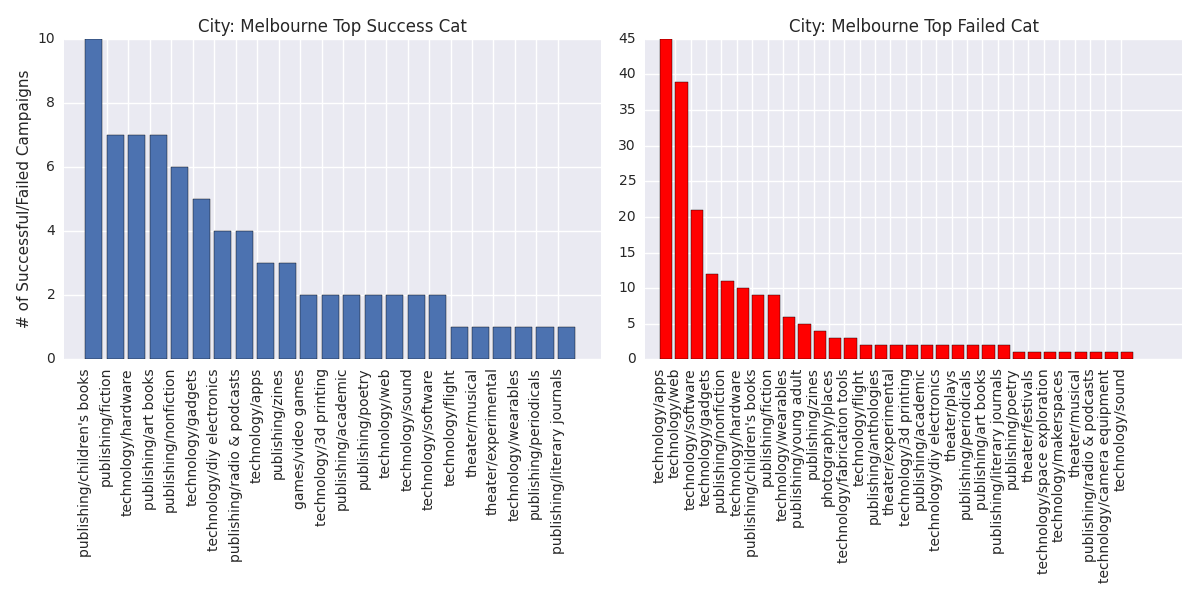 City: Melbourne Top Success Cat
# of Successful/Failed Campaigns
10
8
6
4
2
0
publishing/children's books
publishing/fiction
technology/hardware
publishing/art books
publishing/nonfiction
technology/gadgets
technology/diy electronics
publishing/radio & podcasts
technology/apps
publishing/zines
games/video games
technology/3d printing
publishing/academic
publishing/poetry
technology/web
technology/sound
technology/software
technology/flight
theater/musical
theater/experimental
technology/wearables
publishing/periodicals
publishing/literary journals
City: Melbourne Top Failed Cat
45
40
35
30
25
20
15
10
5
0
technology/apps
technology/web
technology/software
technology/gadgets
publishing/nonfiction
technology/hardware
publishing/children's books
publishing/fiction
technology/wearables
publishing/young adult
publishing/zines
photography/places
technology/fabrication tools
technology/flight
publishing/anthologies
theater/experimental
technology/3d printing
publishing/academic
technology/diy electronics
theater/plays
publishing/periodicals
publishing/art books
publishing/literary journals
publishing/poetry
theater/festivals
technology/space exploration
technology/makerspaces
theater/musical
publishing/radio & podcasts
technology/camera equipment
technology/sound